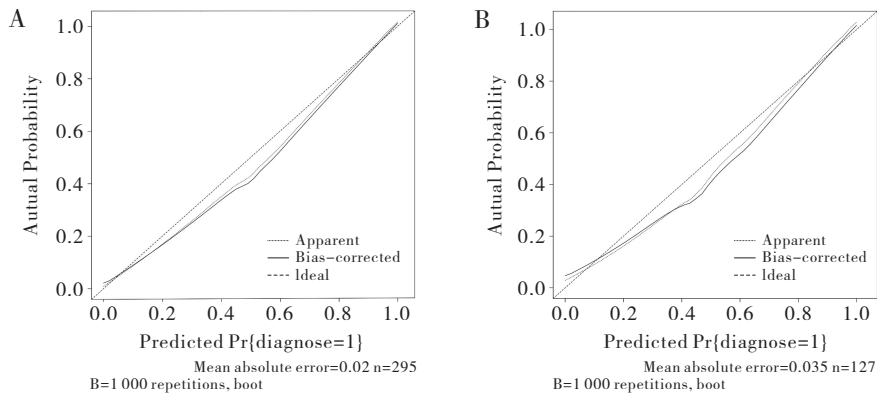 A
Autual Probability
1.0
0.8
0.6
0.4
0.2
0.0
Apparent
Bias-corrected
Ideal
0.0 0.2 0.4 0.6 0.8 1.0
Predicted Pr{diagnose=1}
Mean absolute error=0.02 n=295
B=1 000 repetitions, boot
B
Autual Probability
1.0
0.8
0.6
0.4
0.2
0.0
Apparent
Bias-corrected
Ideal
0.0 0.2 0.4 0.6 0.8 1.0
Predicted Pr{diagnose=1}
Mean absolute error=0.035 n=127
B=1 000 repetitions, boot